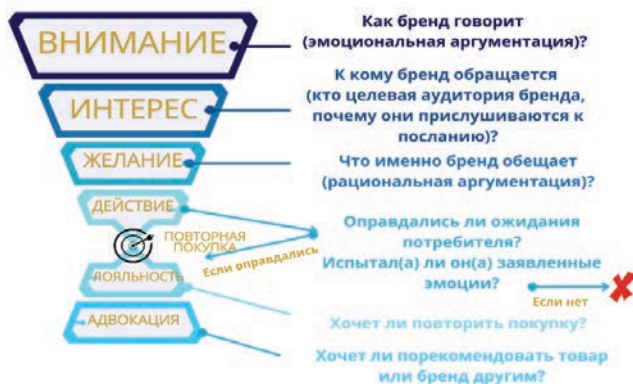 ВНИМАНИЕ
Как бренд говорит
(эмоциональная аргументация)?
ИНТЕРЕС
К кому бренд обращается
(кто целевая аудитория бренда,
почему они прислушиваются к
посланию)?
ЖЕЛАНИЕ
Что именно бренд обещает
(рациональная аргументация)?
ДЕЙСТВИЕ
ПОВТОРНАЯ
ПОКУПКА
Если оправдались
Оправдались ли ожидания
потребителя?
Испытал(а) ли он(а) заявленные
эмоции?
Если нет
ЛОЯЛЬНОСТЬ
Хочет ли повторить покупку?
АДВОКАЦИЯ
Хочет ли порекомендовать товар
или бренд другим?